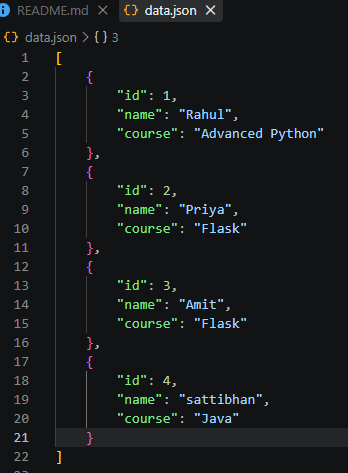 README.md
data.json
data.json > {} 3
1 [
2 {
3 "id": 1,
4 "name": "Rahul",
5 "course": "Advanced Python"
6 },
7 {
8 "id": 2,
9 "name": "Priya",
10 "course": "Flask"
11 },
12 {
13 "id": 3,
14 "name": "Amit",
15 "course": "Flask"
16 },
17 {
18 "id": 4,
19 "name": "sattibhan",
20 "course": "Java"
21 }
22 ]